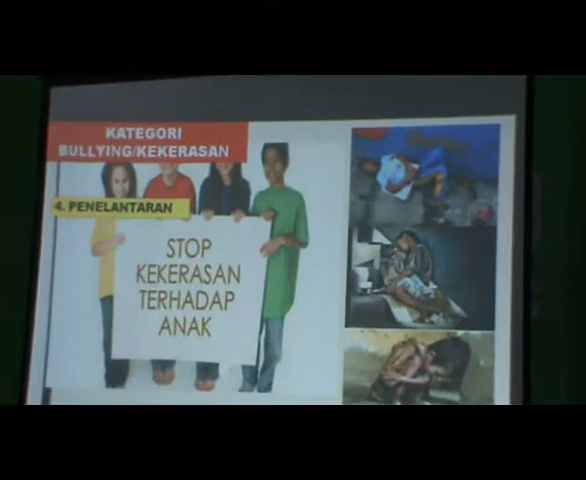 KATEGORI
BULLYING/KEKERASAN
4. PENELANTARAN
STOP
KEKERASAN
TERHADAP
ANAK